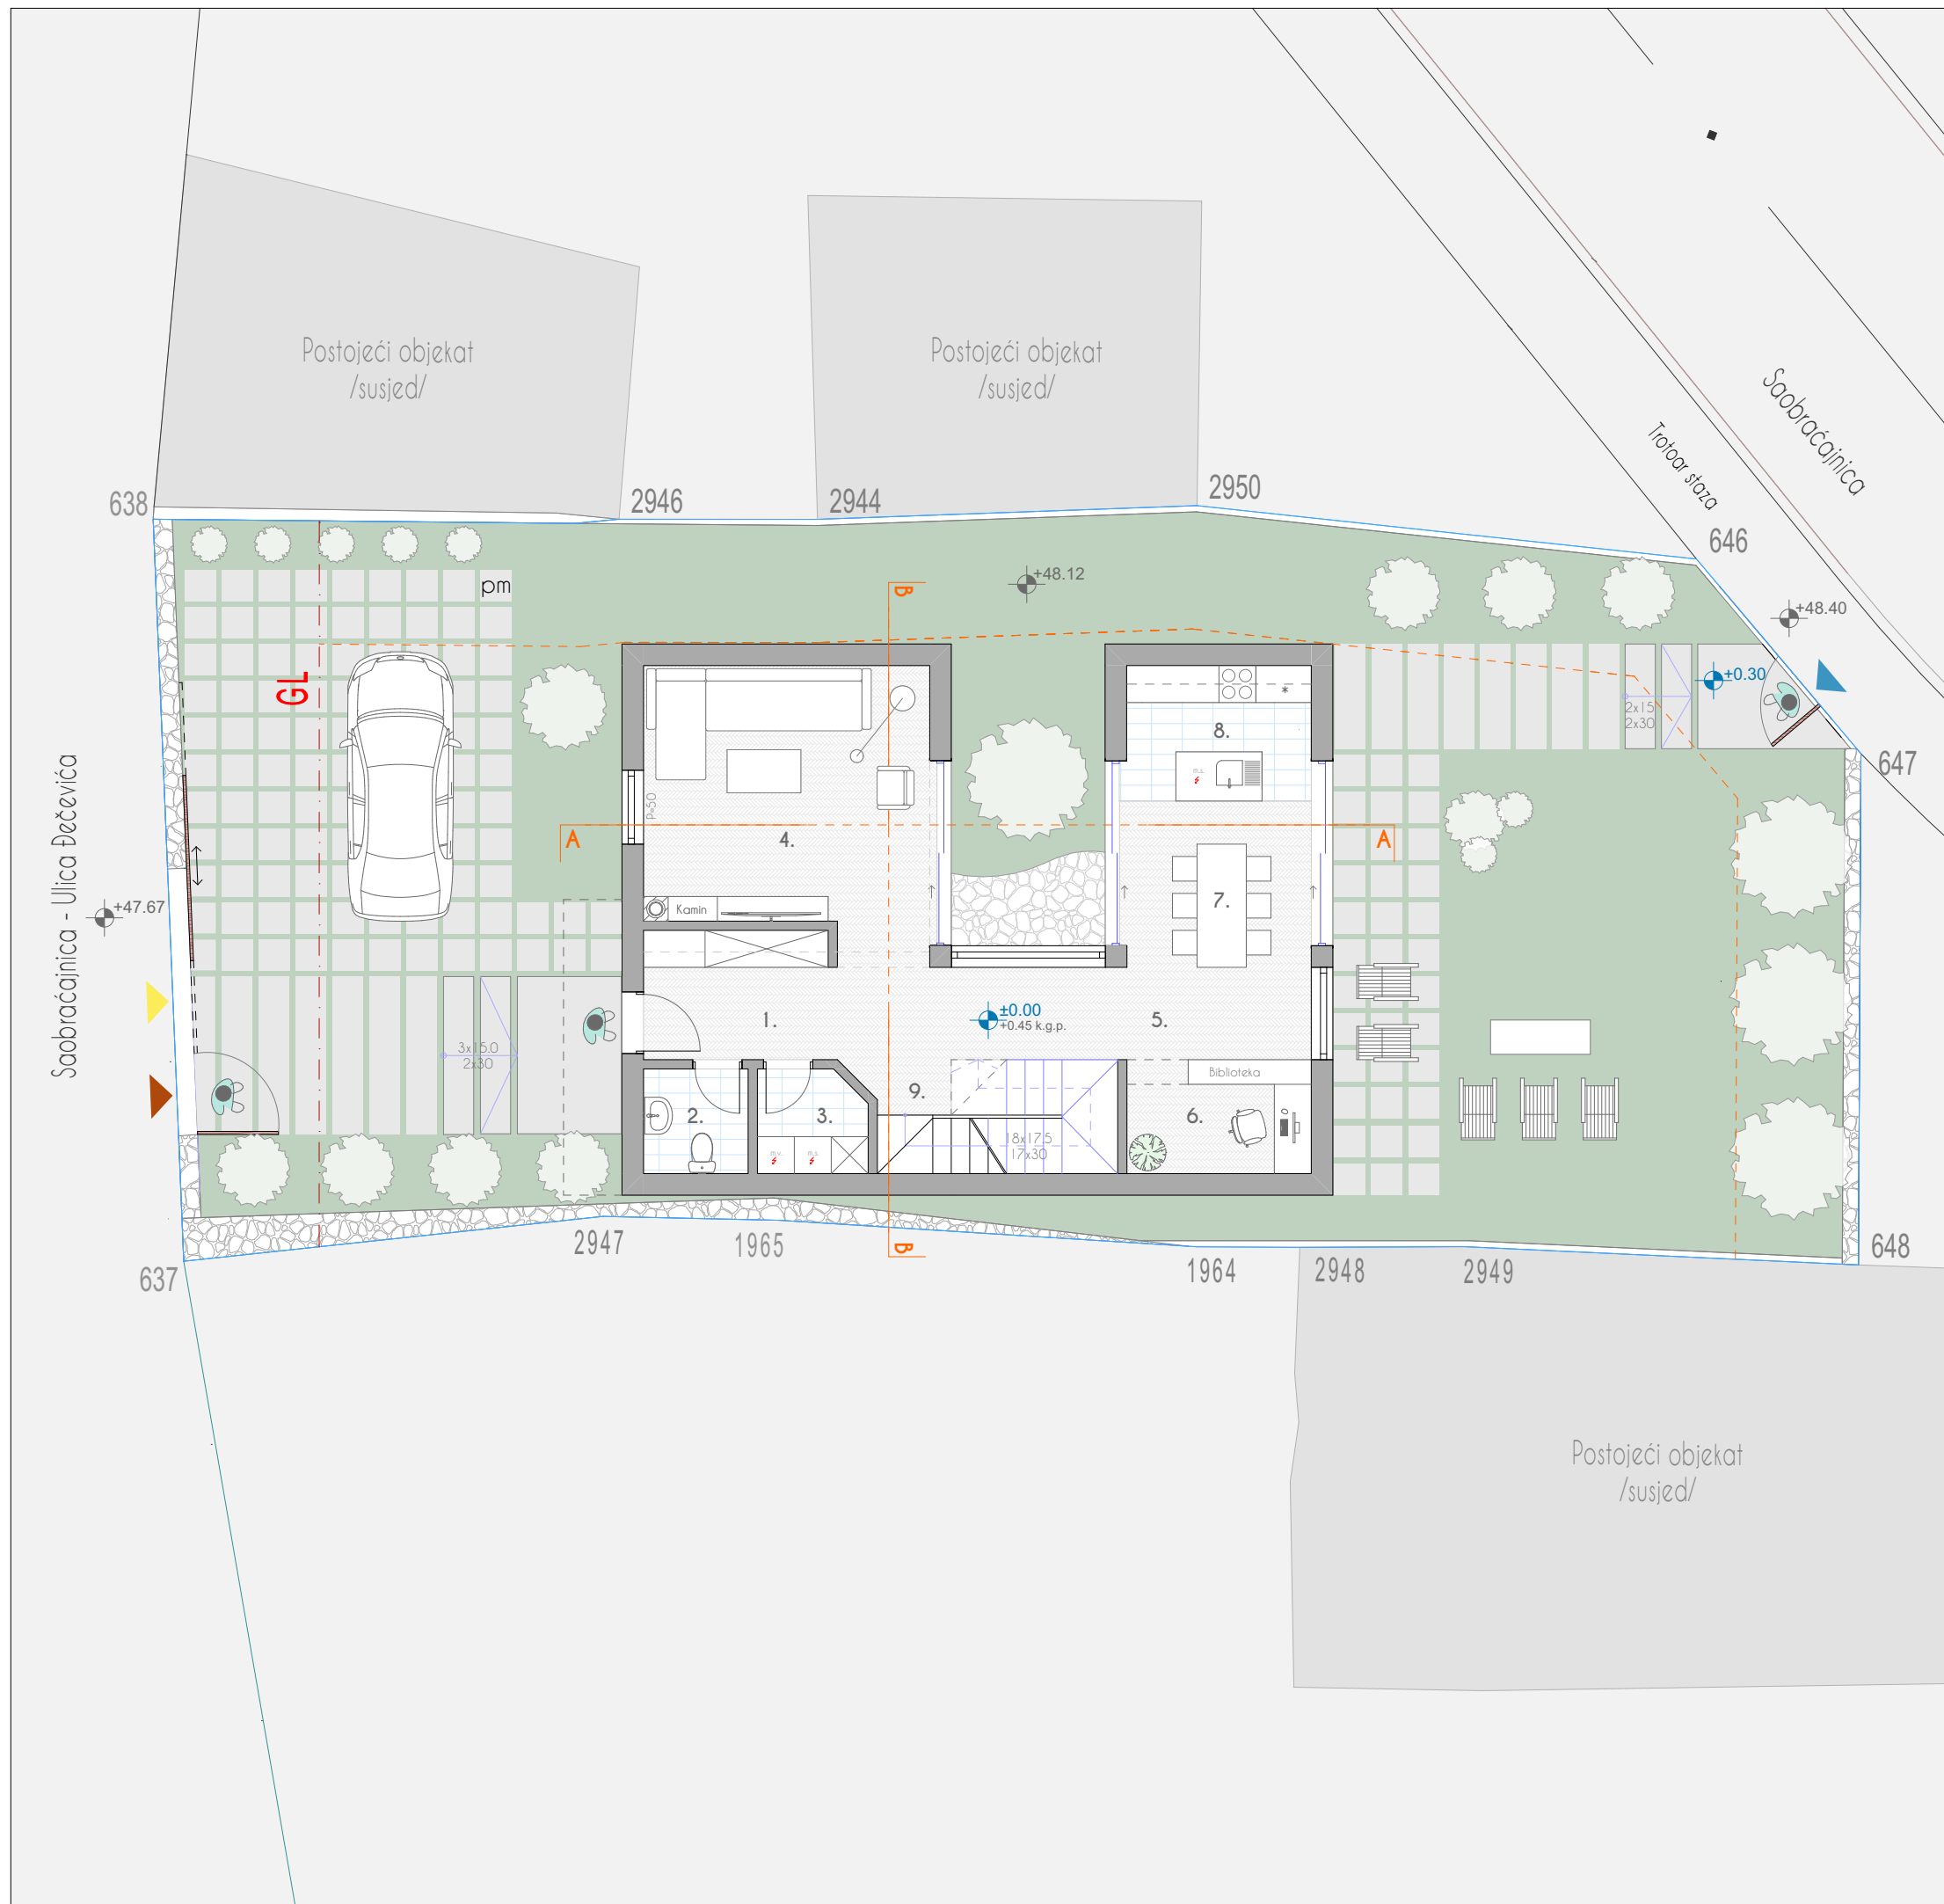 Postojeći objekat
/susjed/
Postojeći objekat
/susjed/
Saobraćajnica
Trotoar staza
638
2946
2944
2950
646
pm
+48.12
B
+48.40
GL
±0.30
2x15
2x30
647
8.
m.s.
*
P=50
A
4.
A
Saobraćajnica - Ulica Đečevića
+47.67
Kamin
7.
1.
±0.00
+0.45 k.g.p.
5.
3x15.0
2x30
Biblioteka
9.
2.
3.
6.
m.v.
m.s.
18x17.5
17x30
B
2947
1965
637
1964
2948
2949
648
Postojeći objekat
/susjed/